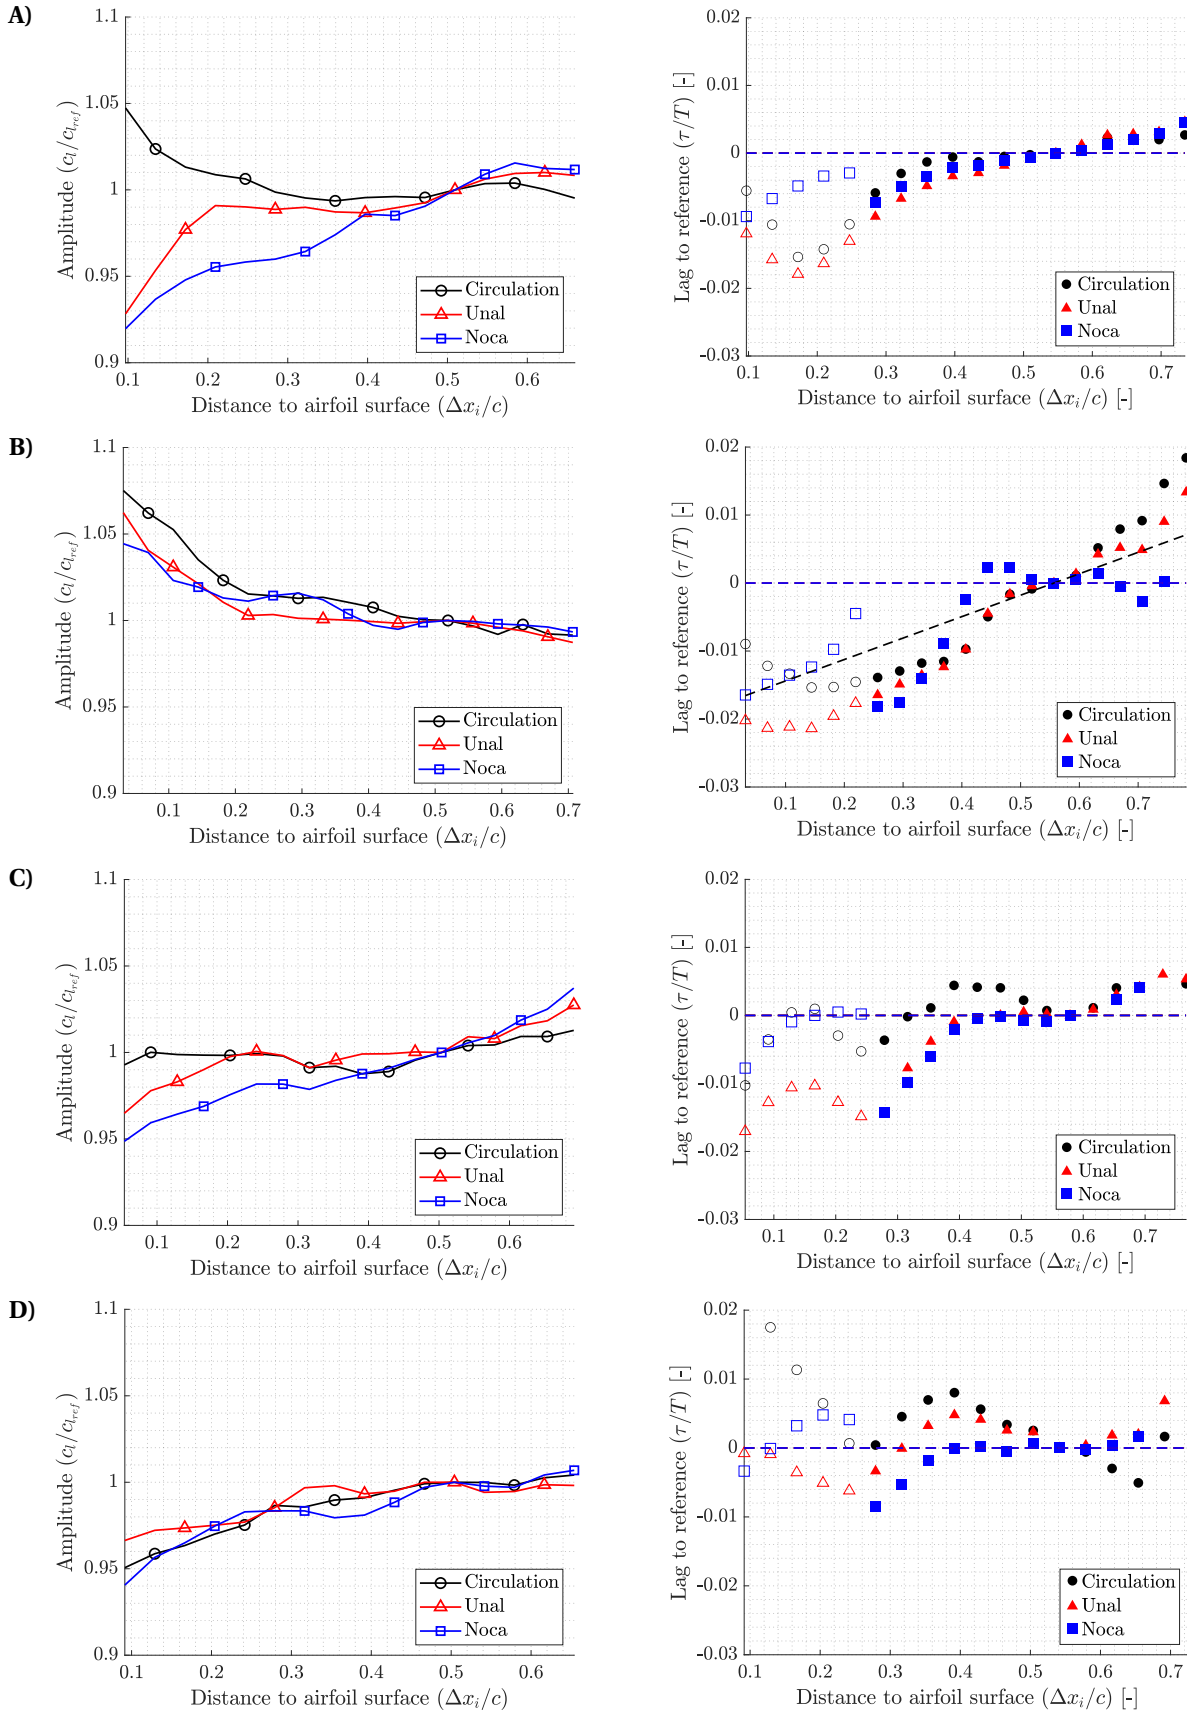 A)
1.1
1.05
1
0.95
0.9
Amplitude (c_l/c_{l_{ref}})
Circulation
Unal
Noca
0.1 0.2 0.3 0.4 0.5 0.6
Distance to airfoil surface (Δx_i/c)
0.02
0.01
0
-0.01
-0.02
-0.03
Lag to reference (τ/T) [-]
Circulation
Unal
Noca
0.1 0.2 0.3 0.4 0.5 0.6 0.7
Distance to airfoil surface (Δx_i/c) [-]
B)
1.1
1.05
1
0.95
0.9
Amplitude (c_l/c_{l_{ref}})
Circulation
Unal
Noca
0.1 0.2 0.3 0.4 0.5 0.6 0.7
Distance to airfoil surface (Δx_i/c)
0.02
0.01
0
-0.01
-0.02
-0.03
Lag to reference (τ/T) [-]
Circulation
Unal
Noca
0.1 0.2 0.3 0.4 0.5 0.6 0.7
Distance to airfoil surface (Δx_i/c) [-]
C)
1.1
1.05
1
0.95
0.9
Amplitude (c_l/c_{l_{ref}})
Circulation
Unal
Noca
0.1 0.2 0.3 0.4 0.5 0.6
Distance to airfoil surface (Δx_i/c)
0.02
0.01
0
-0.01
-0.02
-0.03
Lag to reference (τ/T) [-]
Circulation
Unal
Noca
0.1 0.2 0.3 0.4 0.5 0.6 0.7
Distance to airfoil surface (Δx_i/c) [-]
D)
1.1
1.05
1
0.95
0.9
Amplitude (c_l/c_{l_{ref}})
Circulation
Unal
Noca
0.1 0.2 0.3 0.4 0.5 0.6
Distance to airfoil surface (Δx_i/c)
0.02
0.01
0
-0.01
-0.02
-0.03
Lag to reference (τ/T) [-]
Circulation
Unal
Noca
0.1 0.2 0.3 0.4 0.5 0.6 0.7
Distance to airfoil surface (Δx_i/c) [-]